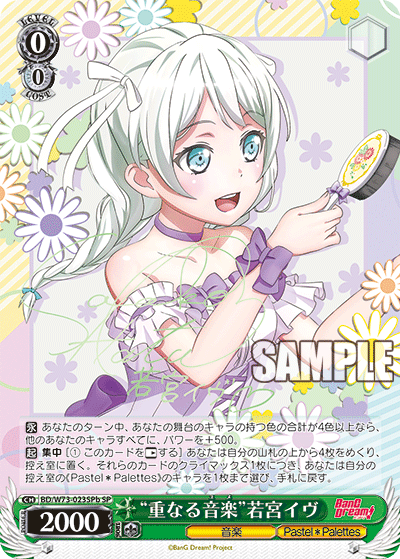 LEVEL
0
0
COST
SAMPLE
若宮イヴ
永 あなたのターン中、あなたの舞台のキャラの持つ色の合計が4色以上なら、
他のあなたのキャラすべてに、パワーを+500。
起 集中 [① このカードを レストする] あなたは自分の山札の上から4枚をめくり、
控え室に置く。それらのカードのクライマックス1枚につき、あなたは自分の
控え室の《Pastel*Palettes》のキャラを1枚まで選び、手札に戻す。
CH BD/W73-023SPb SP
2000
“重なる音楽”若宮イヴ
BanG Dream!
音楽
Pastel*Palettes
©BanG Dream! Project